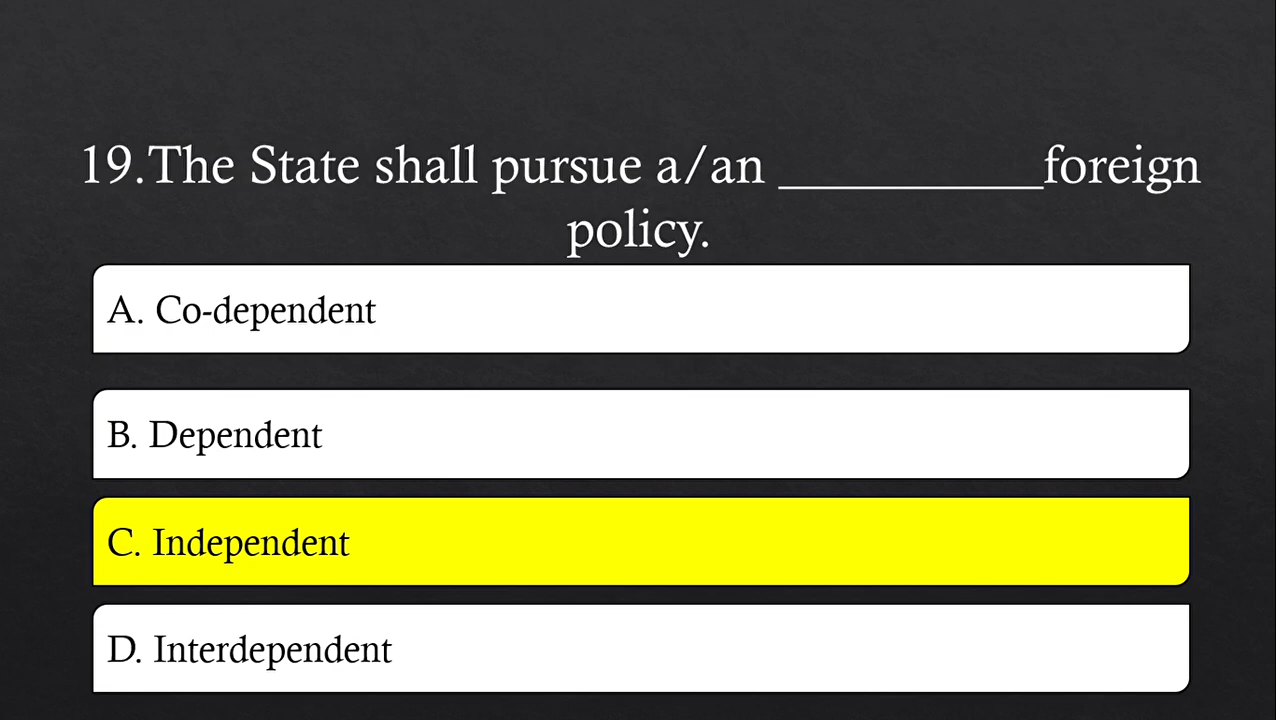 19.The State shall pursue a/an __________foreign
policy.
A. Co-dependent
B. Dependent
C. Independent
D. Interdependent